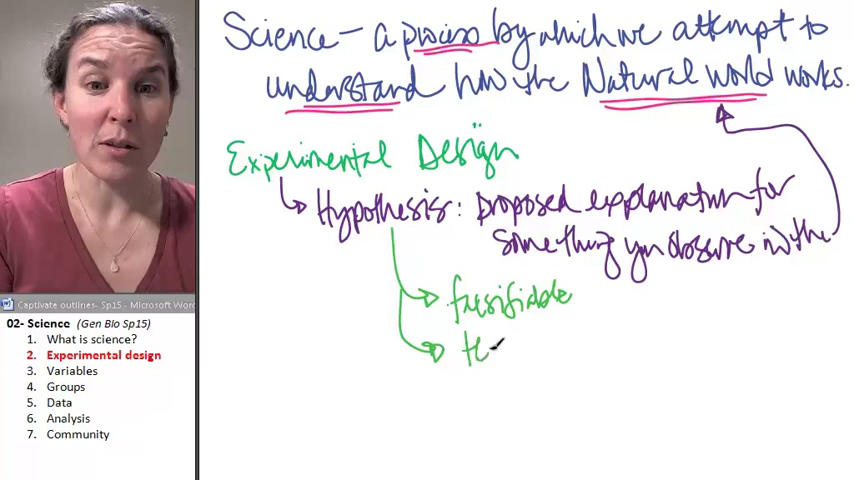 Science – a process by which we attempt to
understand how the Natural world works.
Experimental Design
Hypothesis: proposed explanation for
something you observe in the
falsifiable
te
Captivate outlines- Sp15 - Microsoft Word
02- Science (Gen Bio Sp15)
1. What is science?
2. Experimental design
3. Variables
4. Groups
5. Data
6. Analysis
7. Community